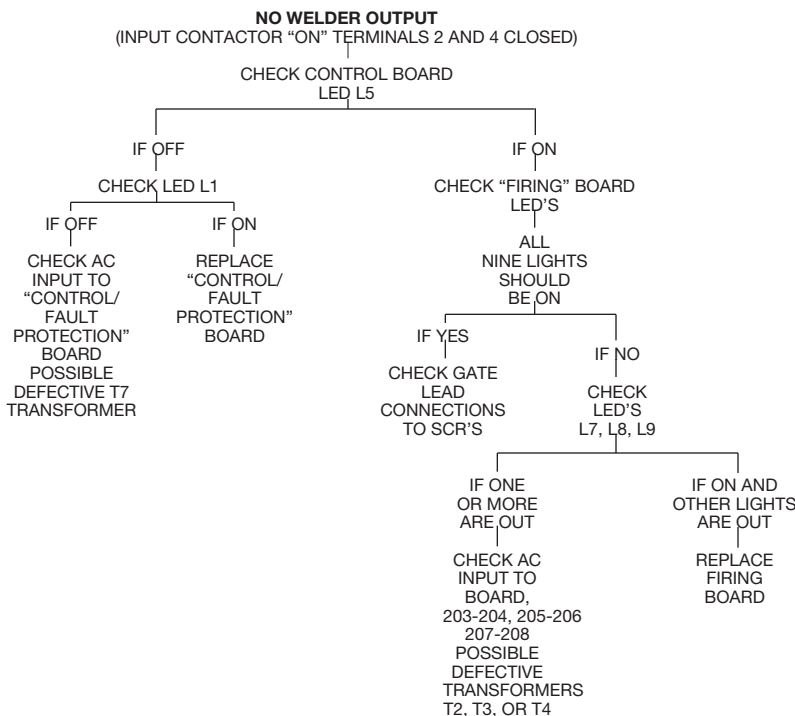 NO WELDER OUTPUT
(INPUT CONTACTOR “ON” TERMINALS 2 AND 4 CLOSED)
CHECK CONTROL BOARD
LED L5
IF OFF
CHECK LED L1
IF OFF
CHECK AC
INPUT TO
“CONTROL/
FAULT
PROTECTION”
BOARD
POSSIBLE
DEFECTIVE T7
TRANSFORMER
IF ON
REPLACE
“CONTROL/
FAULT
PROTECTION”
BOARD
IF ON
CHECK “FIRING” BOARD
LED’S
ALL
NINE LIGHTS
SHOULD
BE ON
IF YES
CHECK GATE
LEAD
CONNECTIONS
TO SCR’S
IF NO
CHECK
LED’S
L7, L8, L9
IF ONE
OR MORE
ARE OUT
CHECK AC
INPUT TO
BOARD,
203-204, 205-206
207-208
POSSIBLE
DEFECTIVE
TRANSFORMERS
T2, T3, OR T4
IF ON AND
OTHER LIGHTS
ARE OUT
REPLACE
FIRING
BOARD